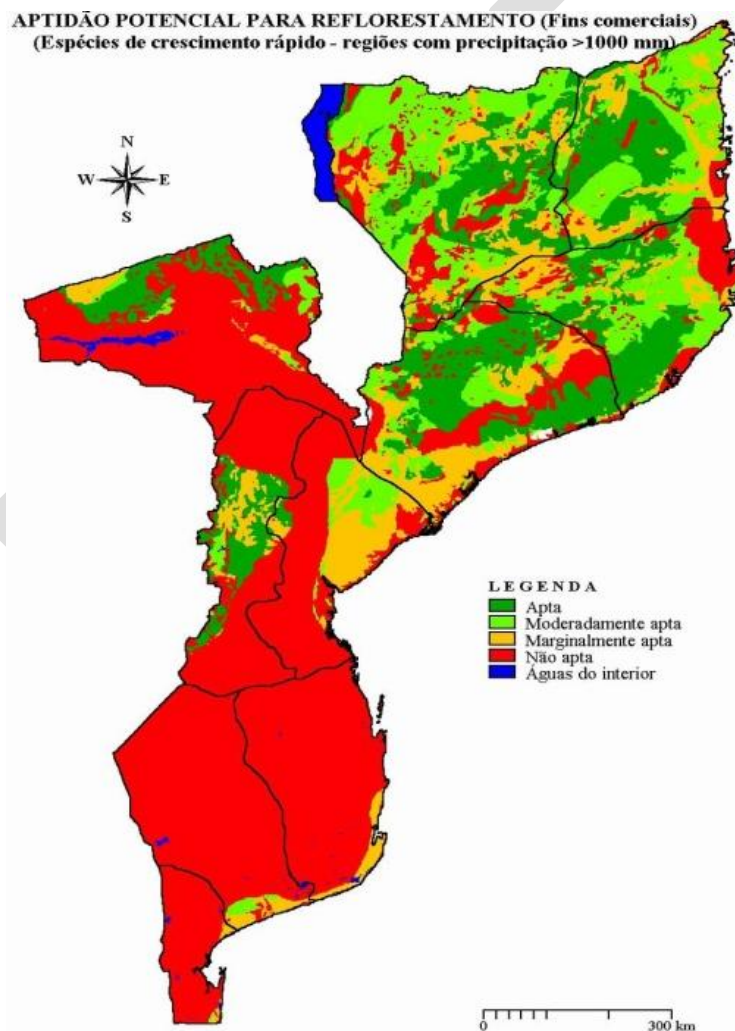 APTIDÃO POTENCIAL PARA REFLORESTAMENTO (Fins comerciais)
(Espécies de crescimento rápido - regiões com precipitação >1000 mm)
N
W E
S
LEGENDA
Apta
Moderadamente apta
Marginalmente apta
Não apta
Águas do interior
0 300 km